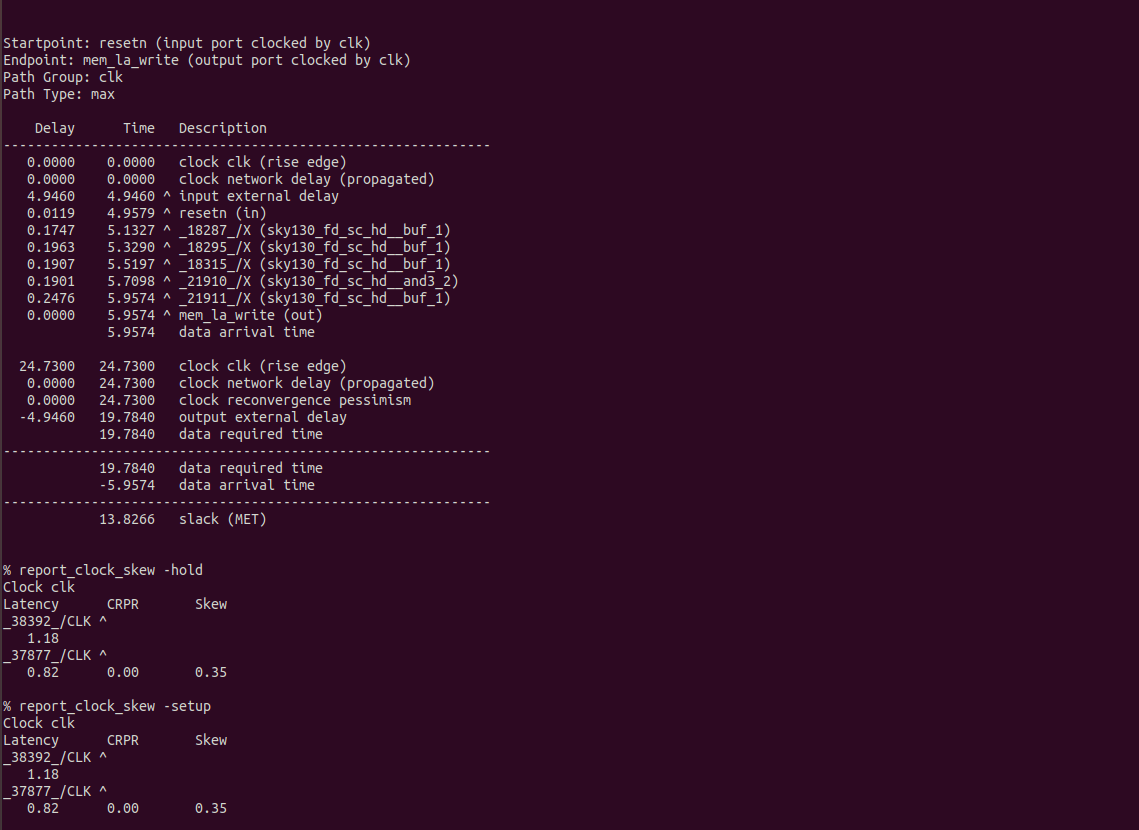 Startpoint: resetn (input port clocked by clk)
Endpoint: mem_la_write (output port clocked by clk)
Path Group: clk
Path Type: max
Delay Time Description
-------------------------------------------------------------
0.0000 0.0000 clock clk (rise edge)
0.0000 0.0000 clock network delay (propagated)
4.9460 4.9460 ^ input external delay
0.0119 4.9579 ^ resetn (in)
0.1747 5.1327 ^ _18287_/X (sky130_fd_sc_hd__buf_1)
0.1963 5.3290 ^ _18295_/X (sky130_fd_sc_hd__buf_1)
0.1907 5.5197 ^ _18315_/X (sky130_fd_sc_hd__buf_1)
0.1901 5.7098 ^ _21910_/X (sky130_fd_sc_hd__and3_2)
0.2476 5.9574 ^ _21911_/X (sky130_fd_sc_hd__buf_1)
0.0000 5.9574 ^ mem_la_write (out)
5.9574 data arrival time
24.7300 24.7300 clock clk (rise edge)
0.0000 24.7300 clock network delay (propagated)
0.0000 24.7300 clock reconvergence pessimism
-4.9460 19.7840 output external delay
19.7840 data required time
-------------------------------------------------------------
19.7840 data required time
-5.9574 data arrival time
-------------------------------------------------------------
13.8266 slack (MET)
% report_clock_skew -hold
Clock clk
Latency CRPR Skew
_38392_/CLK ^
1.18
_37877_/CLK ^
0.82 0.00 0.35
% report_clock_skew -setup
Clock clk
Latency CRPR Skew
_38392_/CLK ^
1.18
_37877_/CLK ^
0.82 0.00 0.35